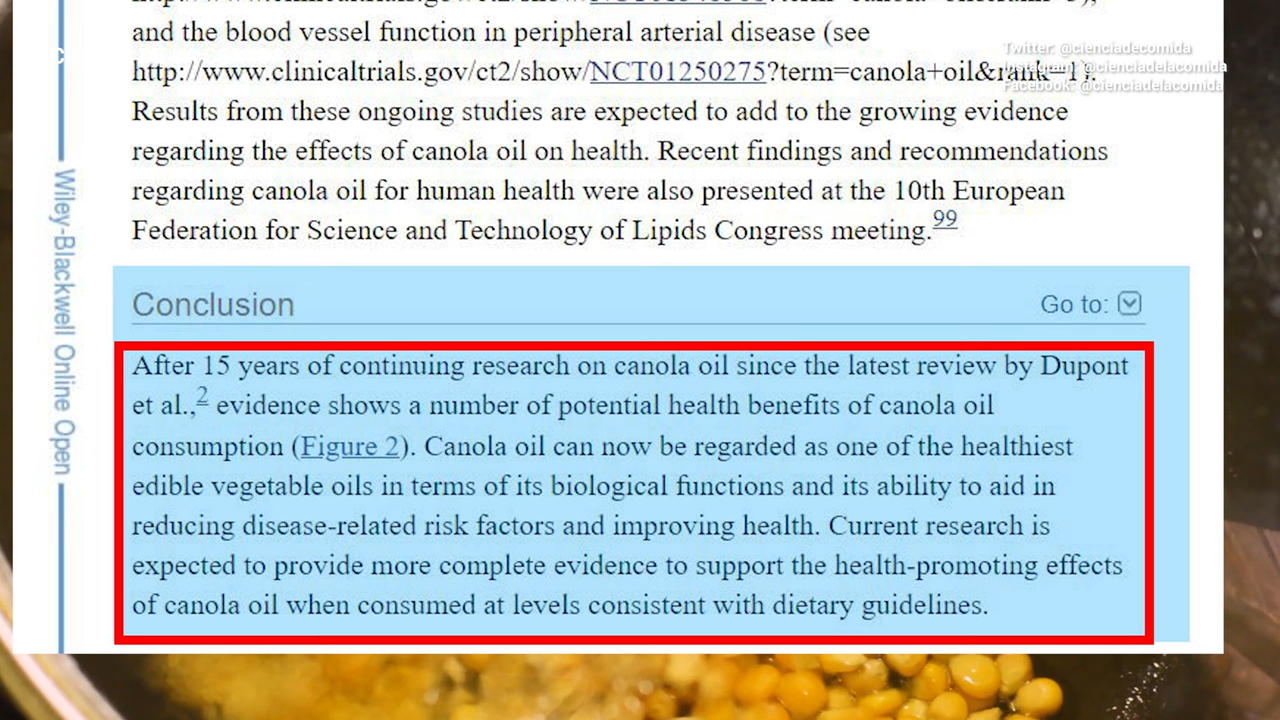 and the blood vessel function in peripheral arterial disease (see
http://www.clinicaltrials.gov/ct2/show/NCT01250275?term=canola+oil&rank=1).
Results from these ongoing studies are expected to add to the growing evidence
regarding the effects of canola oil on health. Recent findings and recommendations
regarding canola oil for human health were also presented at the 10th European
Federation for Science and Technology of Lipids Congress meeting.99
Conclusion
Go to:
After 15 years of continuing research on canola oil since the latest review by Dupont
et al.,2 evidence shows a number of potential health benefits of canola oil
consumption (Figure 2). Canola oil can now be regarded as one of the healthiest
edible vegetable oils in terms of its biological functions and its ability to aid in
reducing disease-related risk factors and improving health. Current research is
expected to provide more complete evidence to support the health-promoting effects
of canola oil when consumed at levels consistent with dietary guidelines.
Wiley-Blackwell Online Open
Twitter: @cienciadecomida
Instagram: @cienciadelacomida
Facebook: @cienciadelacomida